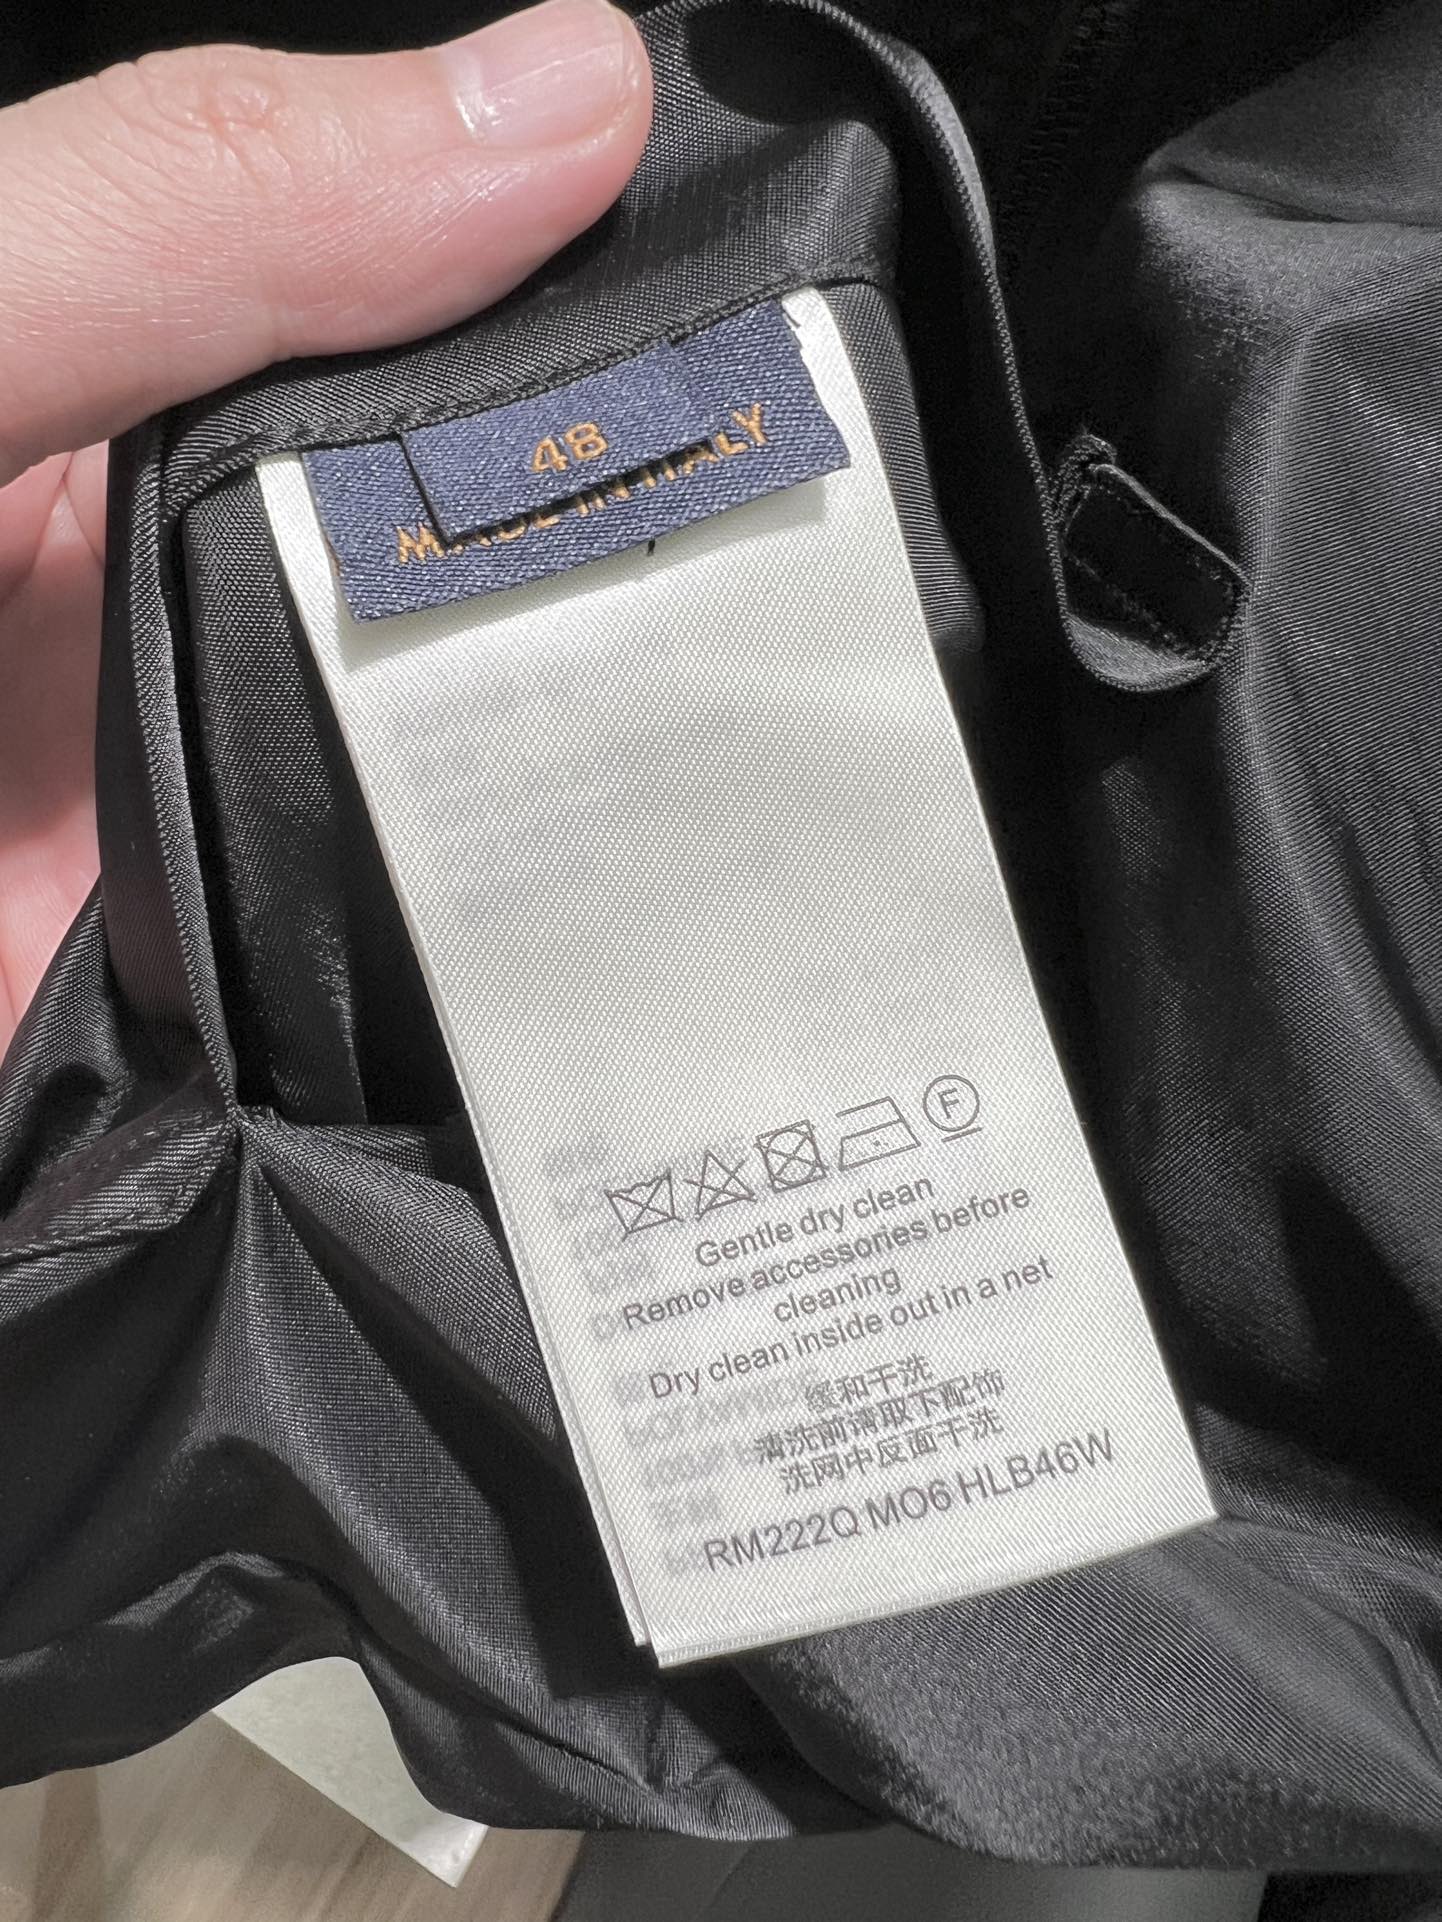 48
MADE IN ITALY
F
Gentle dry clean
Remove accessories before
cleaning
Dry clean inside out in a net
缓和干洗
清洗前请取下配饰
洗网中反面干洗
RM222Q MO6 HLB46W